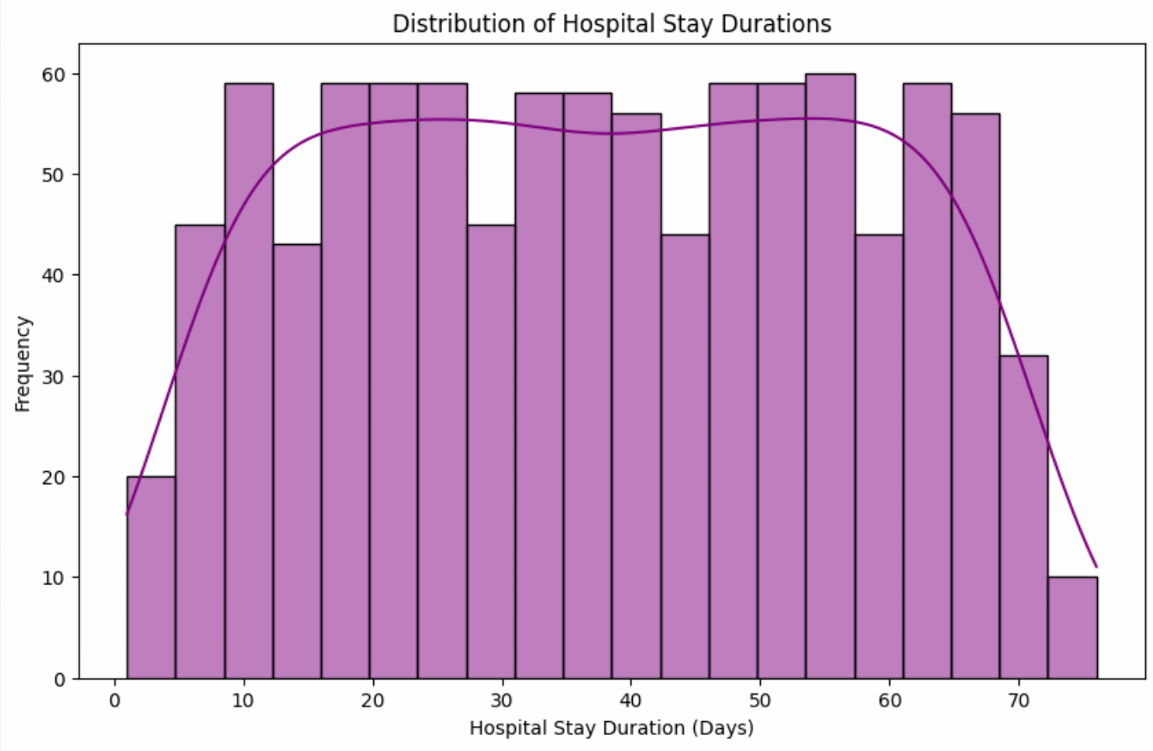 Distribution of Hospital Stay Durations
60
50
40
30
20
10
0
Frequency
0 10 20 30 40 50 60 70
Hospital Stay Duration (Days)